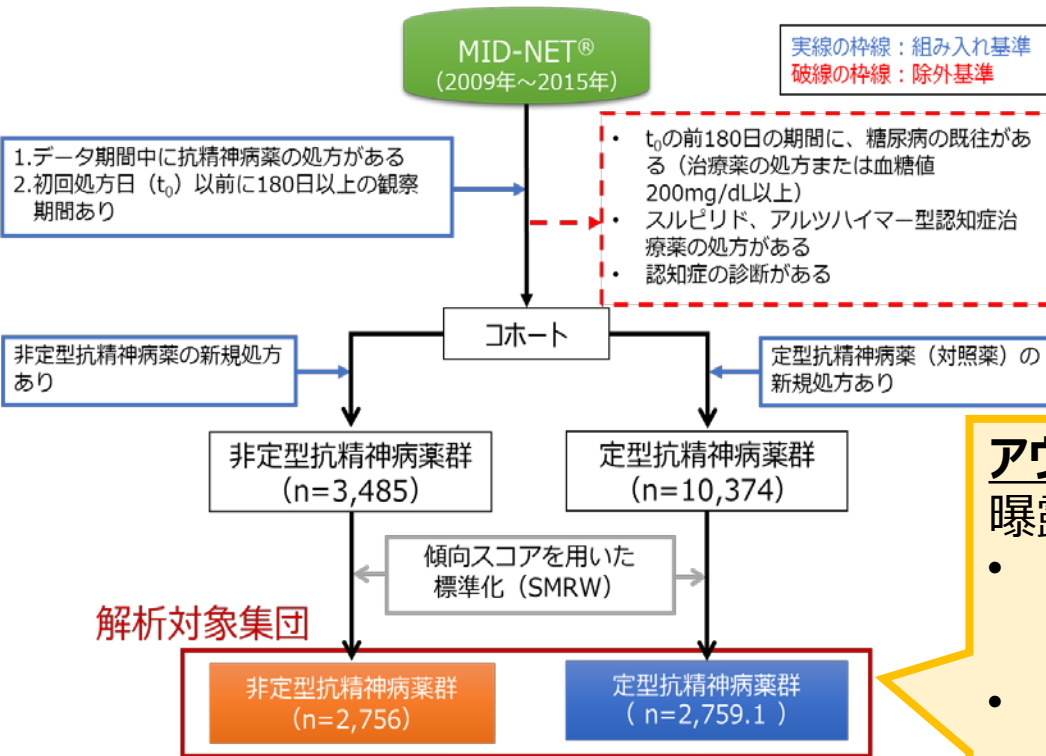 MID-NET®
(2009年～2015年)
実線の枠線：組み入れ基準
破線の枠線：除外基準
1.データ期間中に抗精神病薬の処方がある
2.初回処方日（t₀）以前に180日以上の観察
期間あり
• t₀の前180日の期間に、糖尿病の既往があ
る（治療薬の処方または血糖値
200mg/dL以上）
• スルピリド、アルツハイマー型認知症治
療薬の処方がある
• 認知症の診断がある
コホート
非定型抗精神病薬の新規処方
あり
定型抗精神病薬（対照薬）の
新規処方あり
非定型抗精神病薬群
(n=3,485)
定型抗精神病薬群
(n=10,374)
傾向スコアを用いた
標準化（SMRW）
解析対象集団
非定型抗精神病薬群
(n=2,756)
定型抗精神病薬群
( n=2,759.1 )
曝
•
•